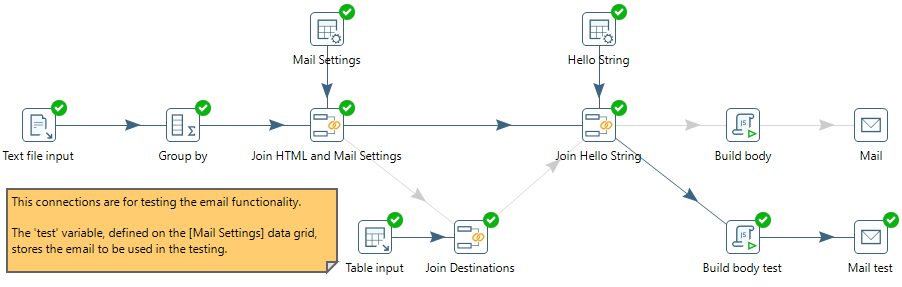 Mail Settings
Hello String
Text file input
Group by
Join HTML and Mail Settings
Join Hello String
Build body
Mail
This connections are for testing the email functionality.
The 'test' variable, defined on the [Mail Settings] data grid,
stores the email to be used in the testing.
Table input
Join Destinations
Build body test
Mail test